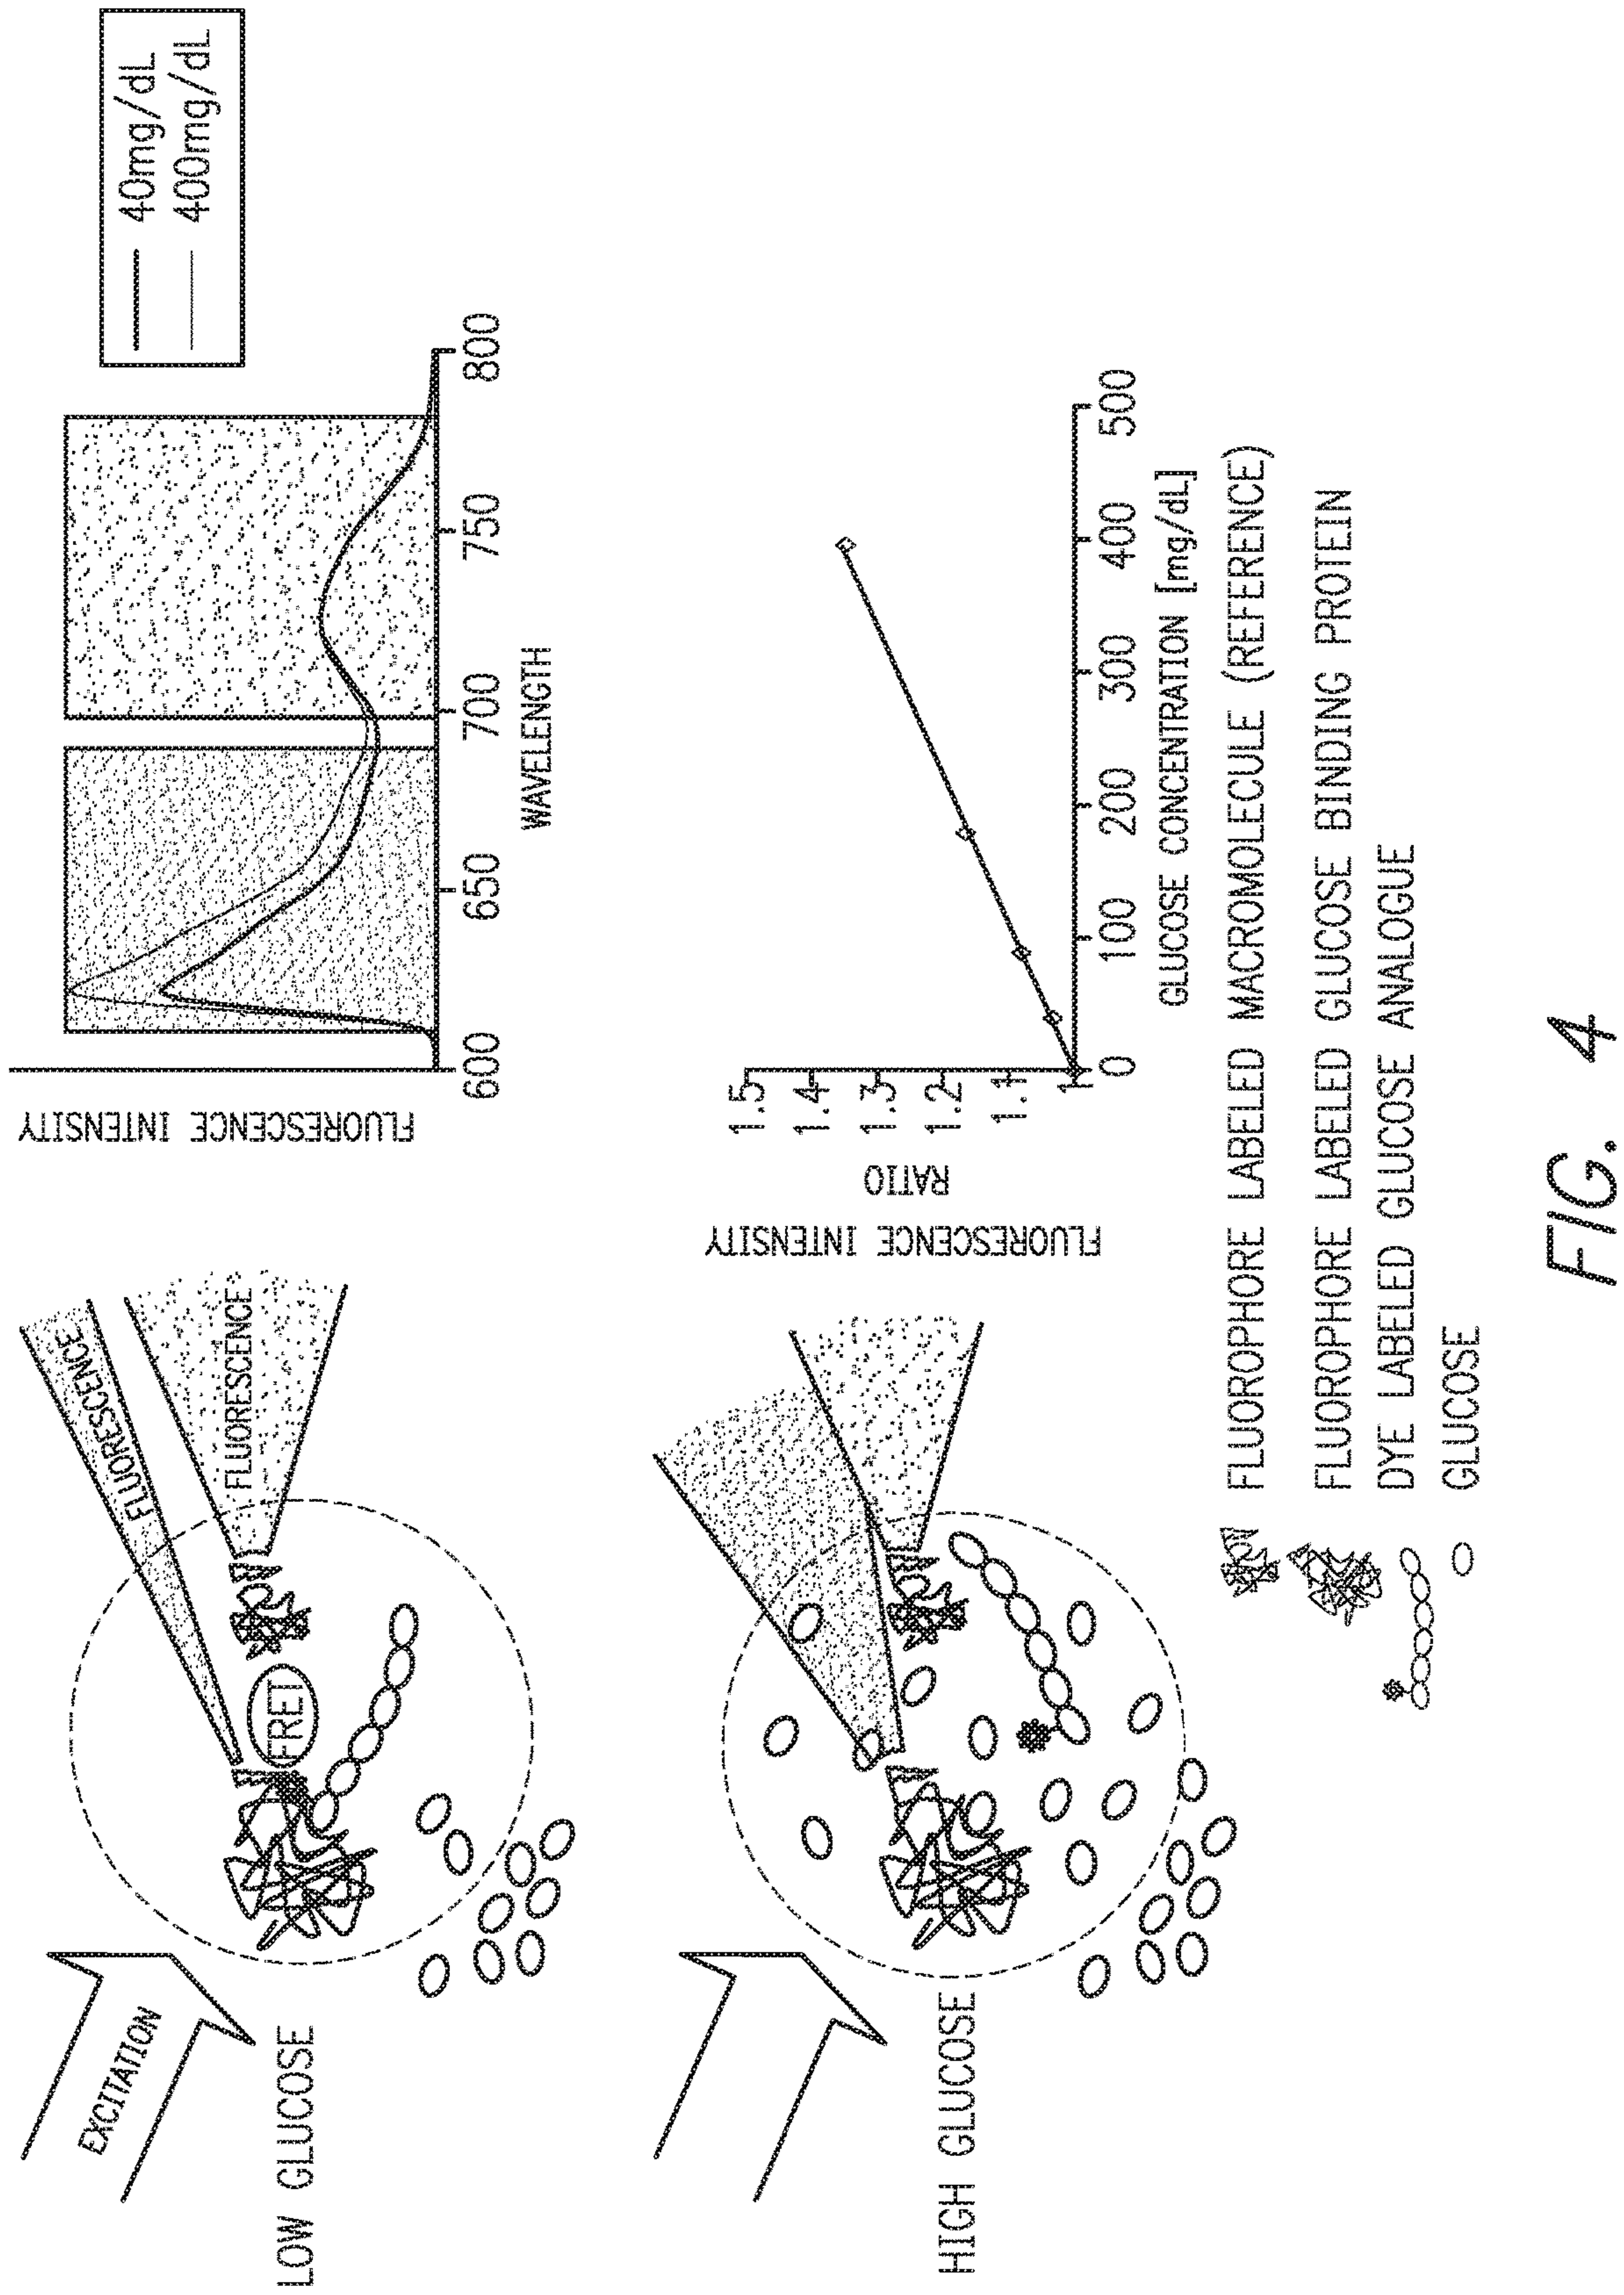 EXCITATION
LOW GLUCOSE
FRET
FLUORESCENCE
FLUORESCENCE
FLUORESCENCE INTENSITY
600
650
700
750
800
WAVELENGTH
40mg/dL
400mg/dL
HIGH GLUCOSE
FLUORESCENCE INTENSITY
RATIO
1.5
1.4
1.3
1.2
1.1
1
0
100
200
300
400
500
GLUCOSE CONCENTRATION [mg/dL]
FLUOROPHORE LABELED MACROMOLECULE (REFERENCE)
FLUOROPHORE LABELED GLUCOSE BINDING PROTEIN
DYE LABELED GLUCOSE ANALOGUE
GLUCOSE
FIG. 4